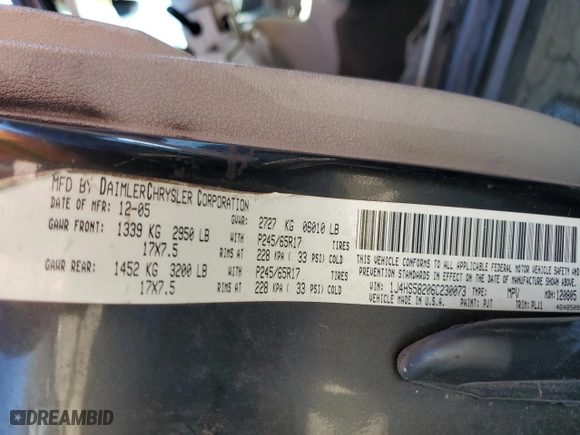 MFD BY DAIMLERCHRYSLER CORPORATION
DATE OF MFR: 12-05 GVWR: 2727 KG 06010 LB
GAWR FRONT: 1339 KG 2950 LB WITH P245/65R17 TIRES
17X7.5 RIMS AT 228 KPA ( 33 PSI) COLD
GAWR REAR: 1452 KG 3200 LB WITH P245/65R17 TIRES
17X7.5 RIMS AT 228 KPA ( 33 PSI) COLD
THIS VEHICLE CONFORMS TO ALL APPLICABLE FEDERAL MOTOR VEHICLE SAFETY AND
PREVENTION STANDARDS IN EFFECT ON THE DATE OF MANUFACTURE SHOWN ABOVE.
VIN: 1J4HS58206C230073 TYPE: MPV MDH: 120805
VEHICLE MADE IN U.S.A. PAINT: PJT TRIM: PLJ1
DREAMBID